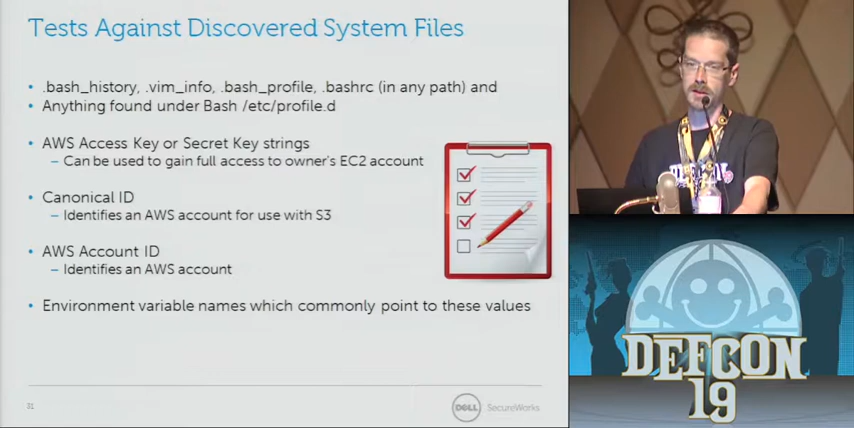 Tests Against Discovered System Files
• .bash_history, .vim_info, .bash_profile, .bashrc (in any path) and
• Anything found under Bash /etc/profile.d
• AWS Access Key or Secret Key strings
– Can be used to gain full access to owner's EC2 account
• Canonical ID
– Identifies an AWS account for use with S3
• AWS Account ID
– Identifies an AWS account
• Environment variable names which commonly point to these values
31
DELL SecureWorks
DEFCON
19